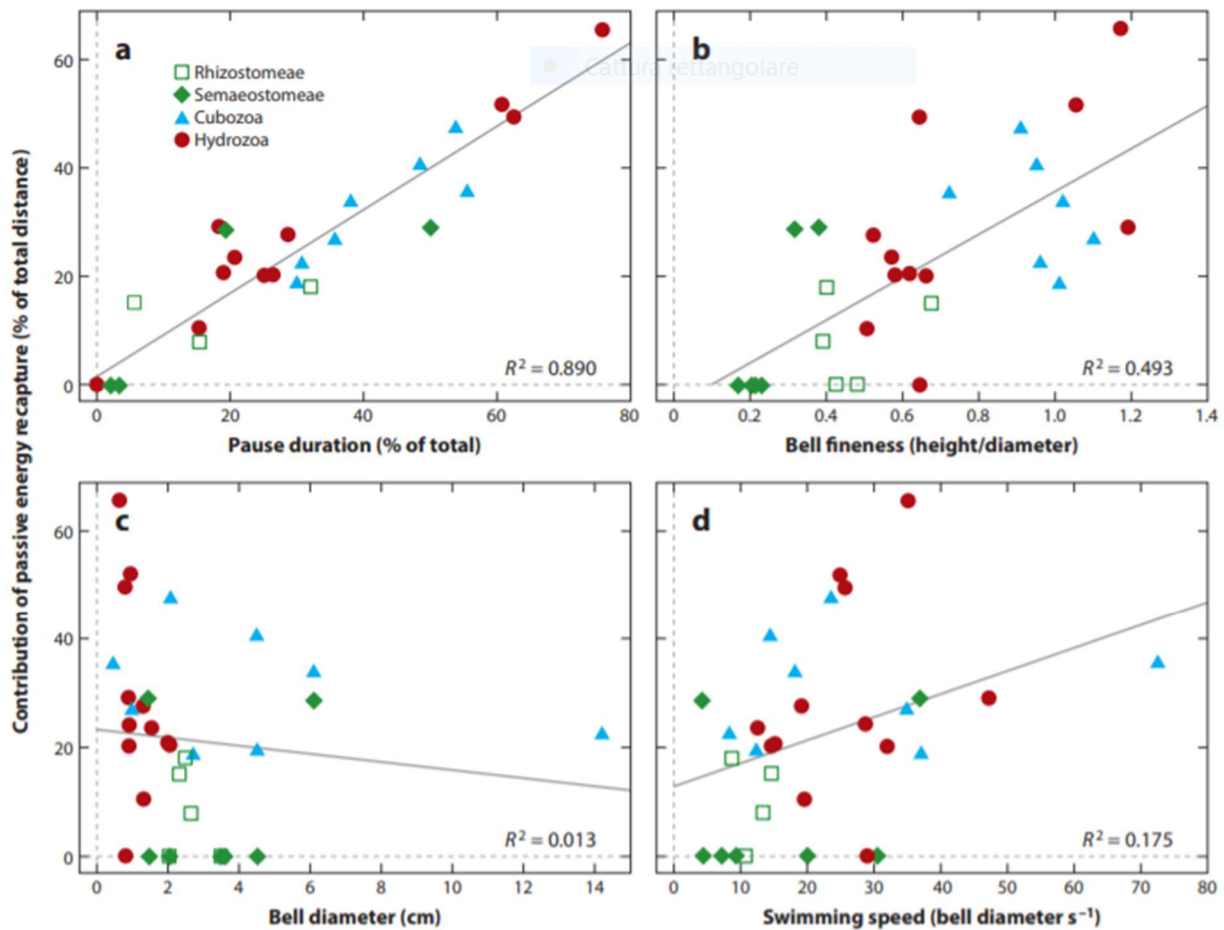 Contribution of passive energy recapture (% of total distance)
a
Rhizostomeae
Semaeostomeae
Cubozoa
Hydrozoa
60
40
20
0
R² = 0.890
0 20 40 60 80
Pause duration (% of total)
Cattura rettangolare
b
R² = 0.493
0 0.2 0.4 0.6 0.8 1.0 1.2 1.4
Bell fineness (height/diameter)
c
60
40
20
0
R² = 0.013
0 2 4 6 8 10 12 14
Bell diameter (cm)
d
R² = 0.175
0 10 20 30 40 50 60 70 80
Swimming speed (bell diameter s⁻¹)